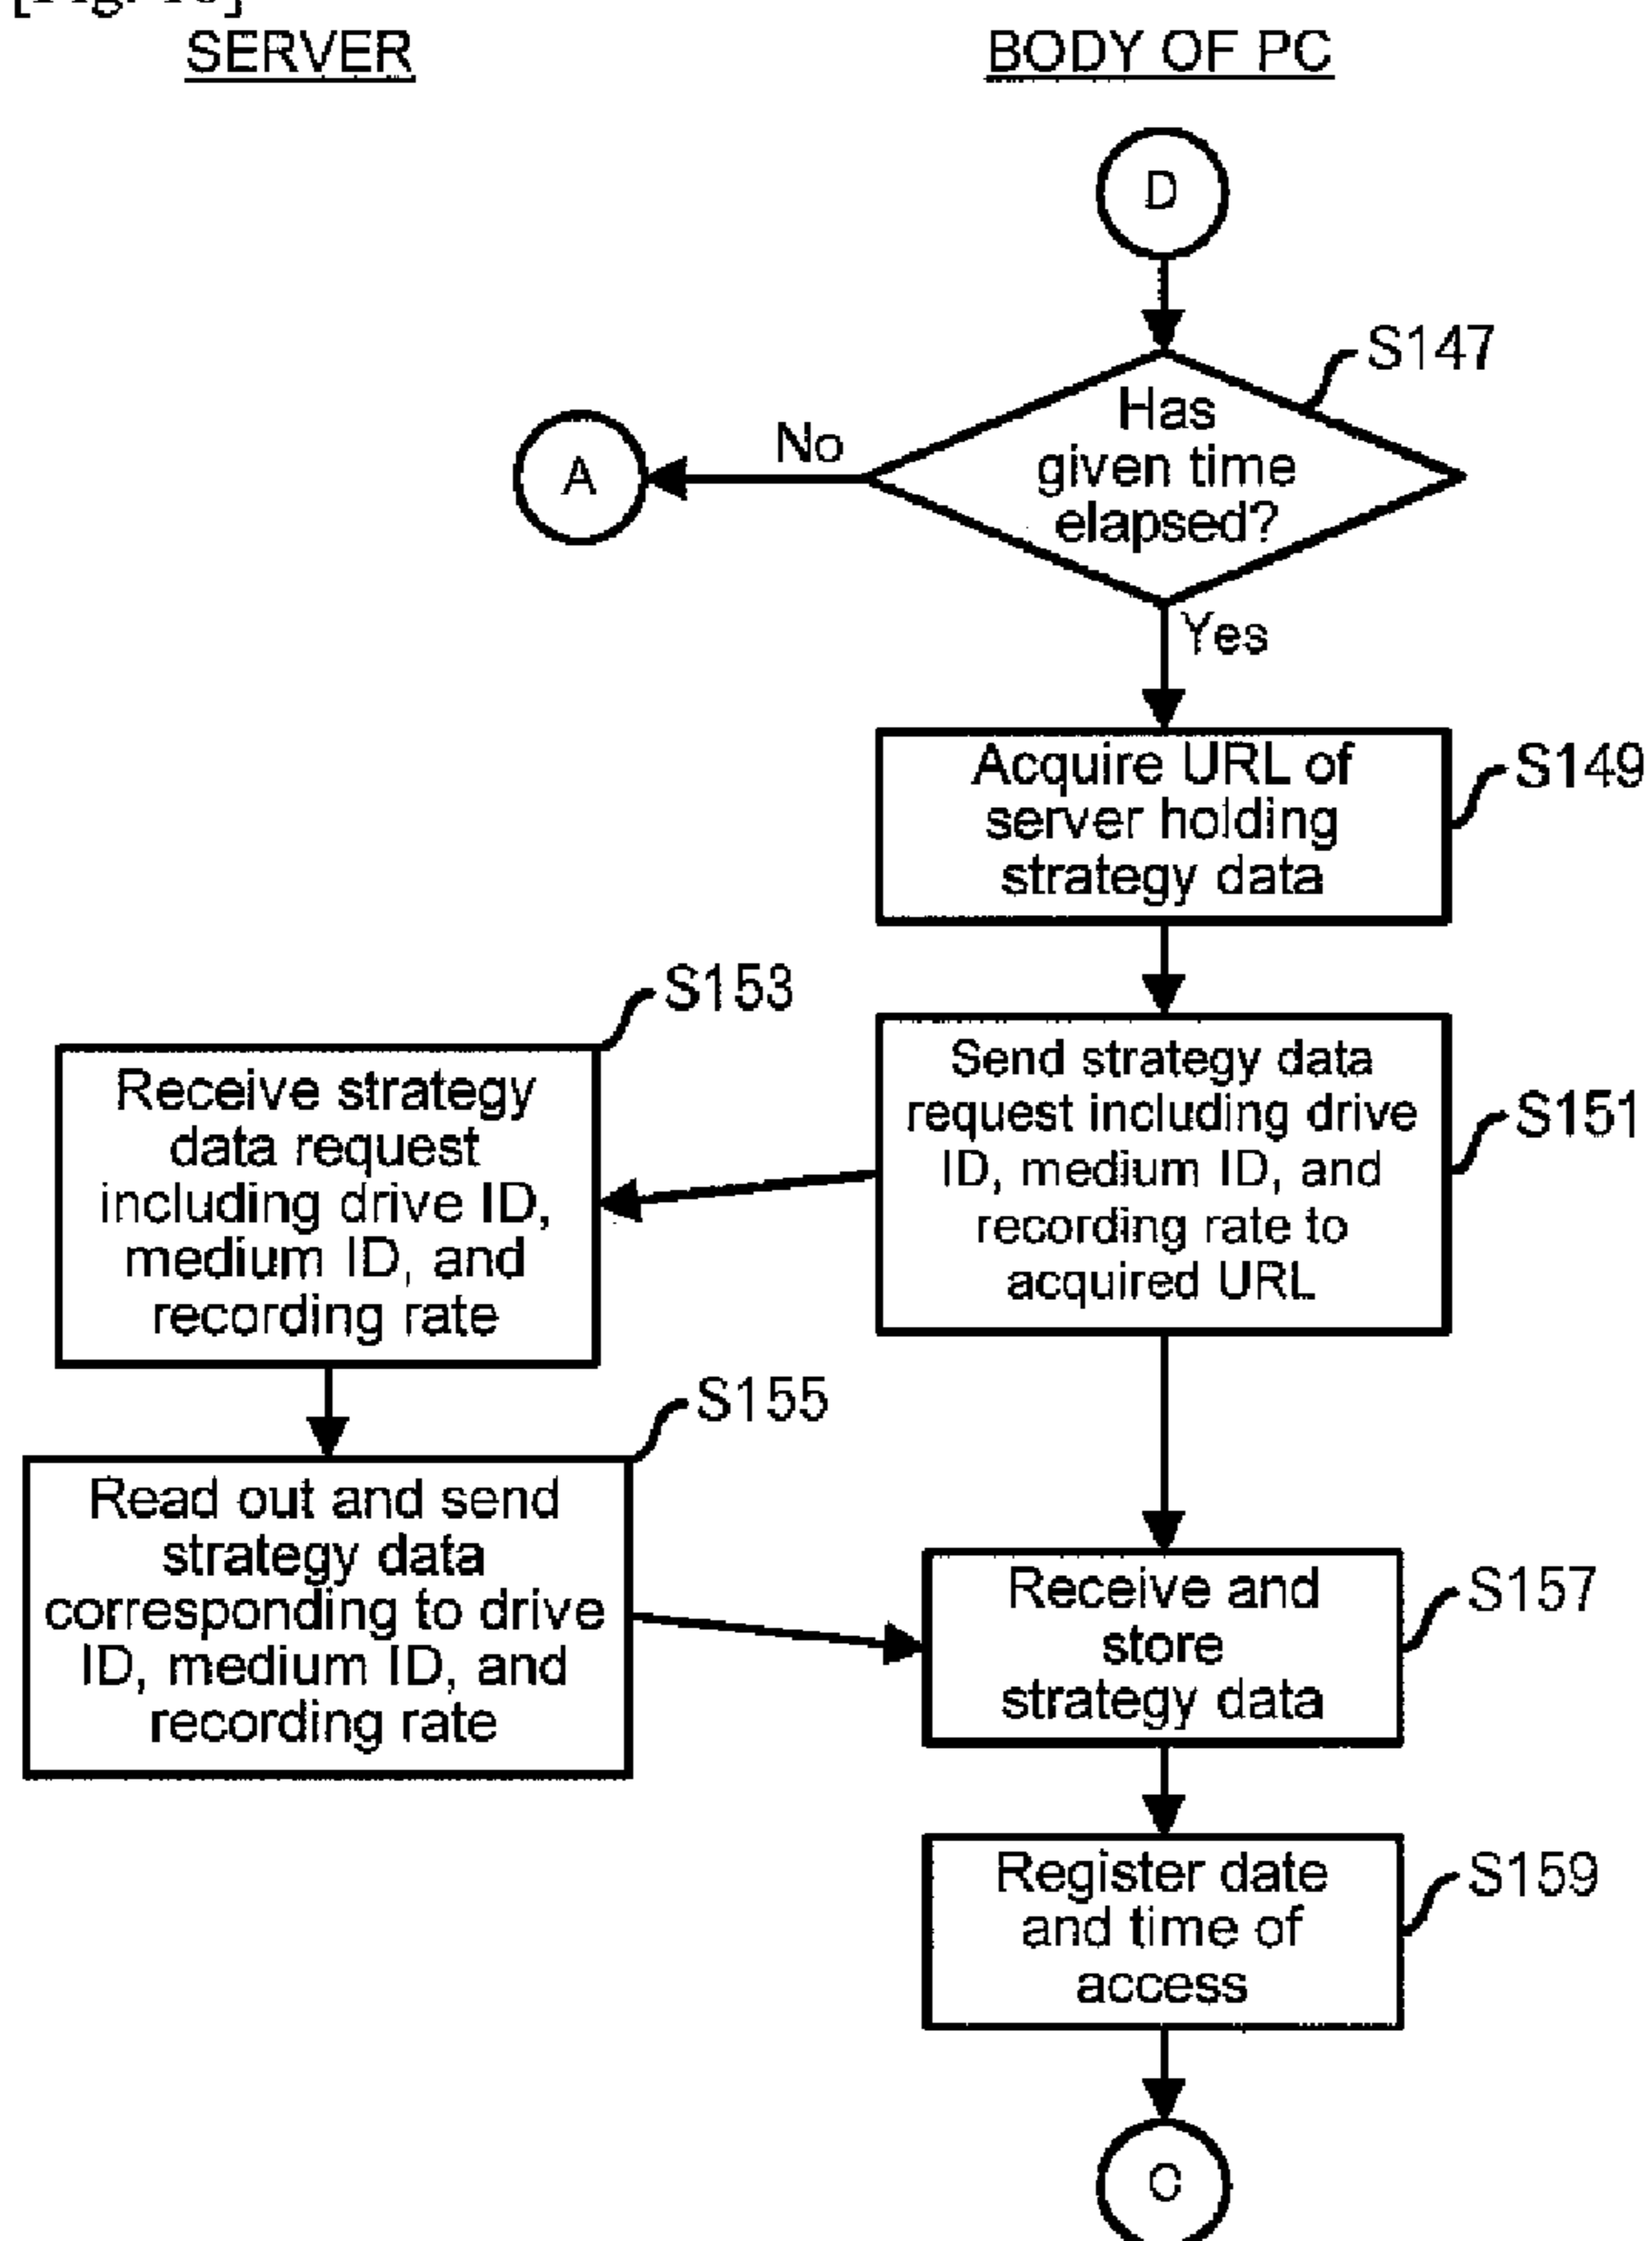 SERVER
BODY OF PC
D
S147
Has
given time
elapsed?
No
A
Yes
Acquire URL of
server holding
strategy data
S149
Send strategy data
request including drive
ID, medium ID, and
recording rate to
acquired URL
S151
S153
Receive strategy
data request
including drive ID,
medium ID, and
recording rate
S155
Read out and send
strategy data
corresponding to drive
ID, medium ID, and
recording rate
Receive and
store
strategy data
S157
Register date
and time of
access
S159
C